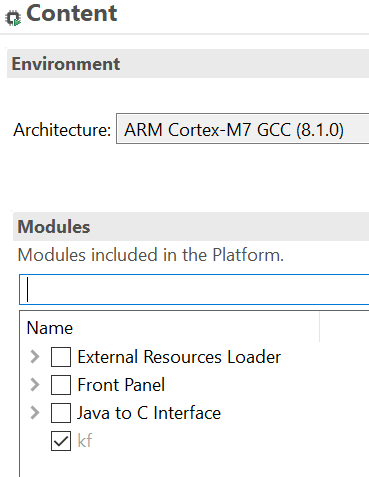 Content
Environment
Architecture: ARM Cortex-M7 GCC (8.1.0)
Modules
Modules included in the Platform.
Name
External Resources Loader
Front Panel
Java to C Interface
kf